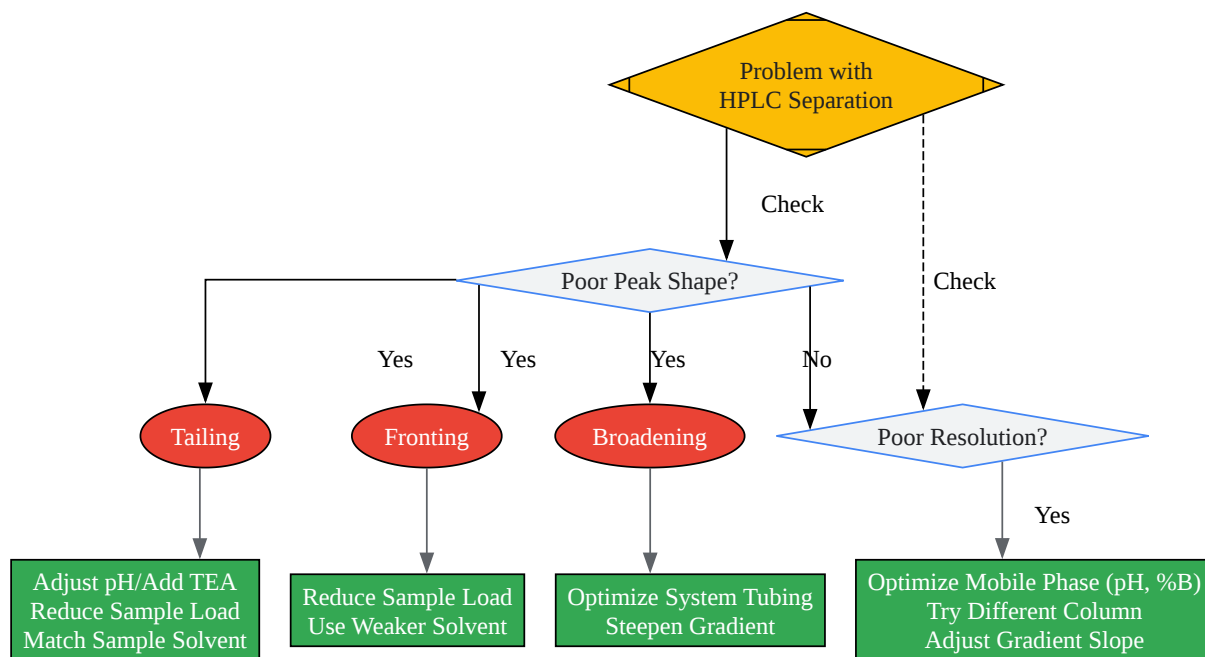 Problem with
HPLC Separation
Check
Poor Peak Shape?
Check
Yes
Yes
Yes
No
Tailing
Fronting
Broadening
Poor Resolution?
Yes
Adjust pH/Add TEA
Reduce Sample Load
Match Sample Solvent
Reduce Sample Load
Use Weaker Solvent
Optimize System Tubing
Steepen Gradient
Optimize Mobile Phase (pH, %B)
Try Different Column
Adjust Gradient Slope